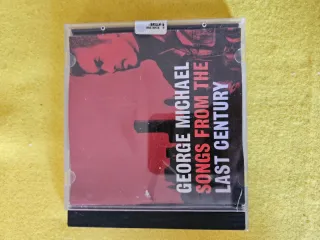 GEORGE MICHAEL
SONGS FROM THE
LAST CENTURY